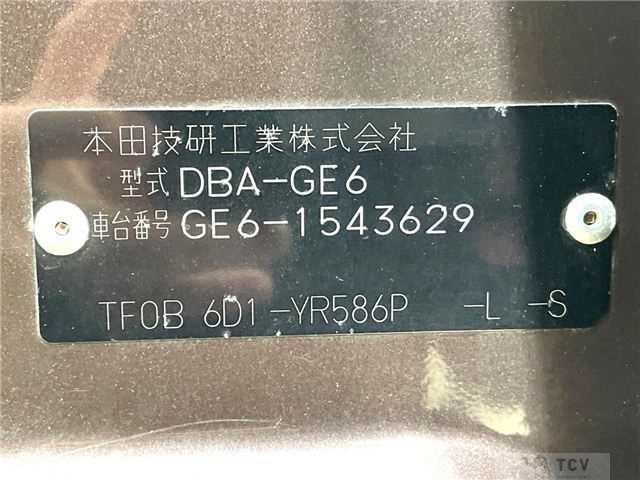 本田技研工業株式会社
型式 DBA-GE6
車台番号 GE6-1543629
TF0B 6D1-YR586P -L -S
TCV